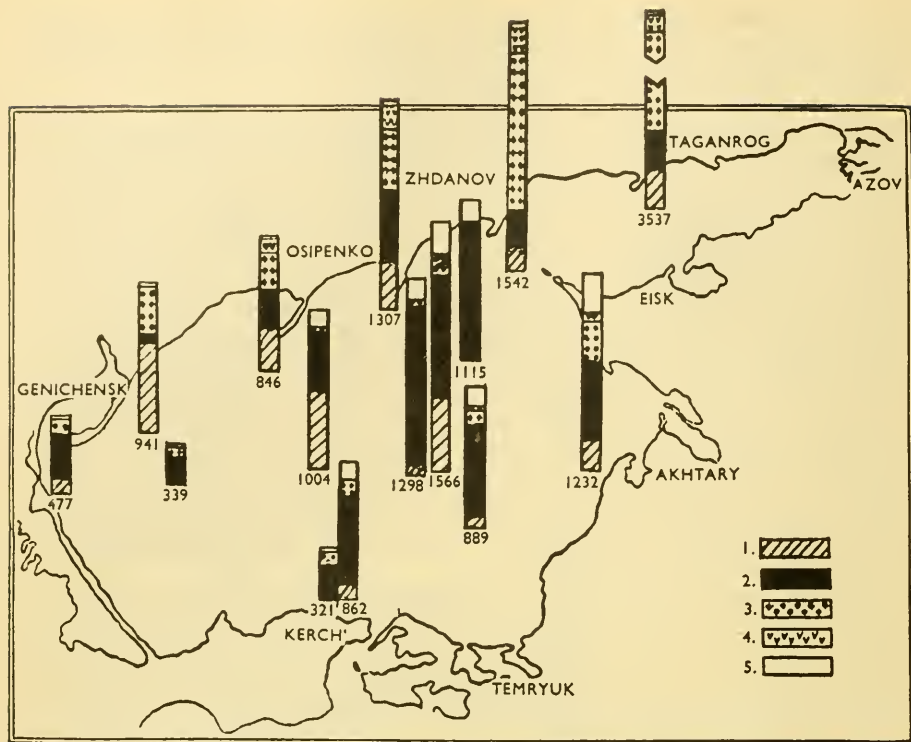 TAGANROG
ZHDANOV
AZOV
3537
OSIPENKO
1542
EISK
1307
1115
846
GENICHENSK
941
AKHTARY
477
339
1004
1298
1566
1232
889
1.
2.
321
862
3.
KERCH'
4.
5.
TEMRYUK